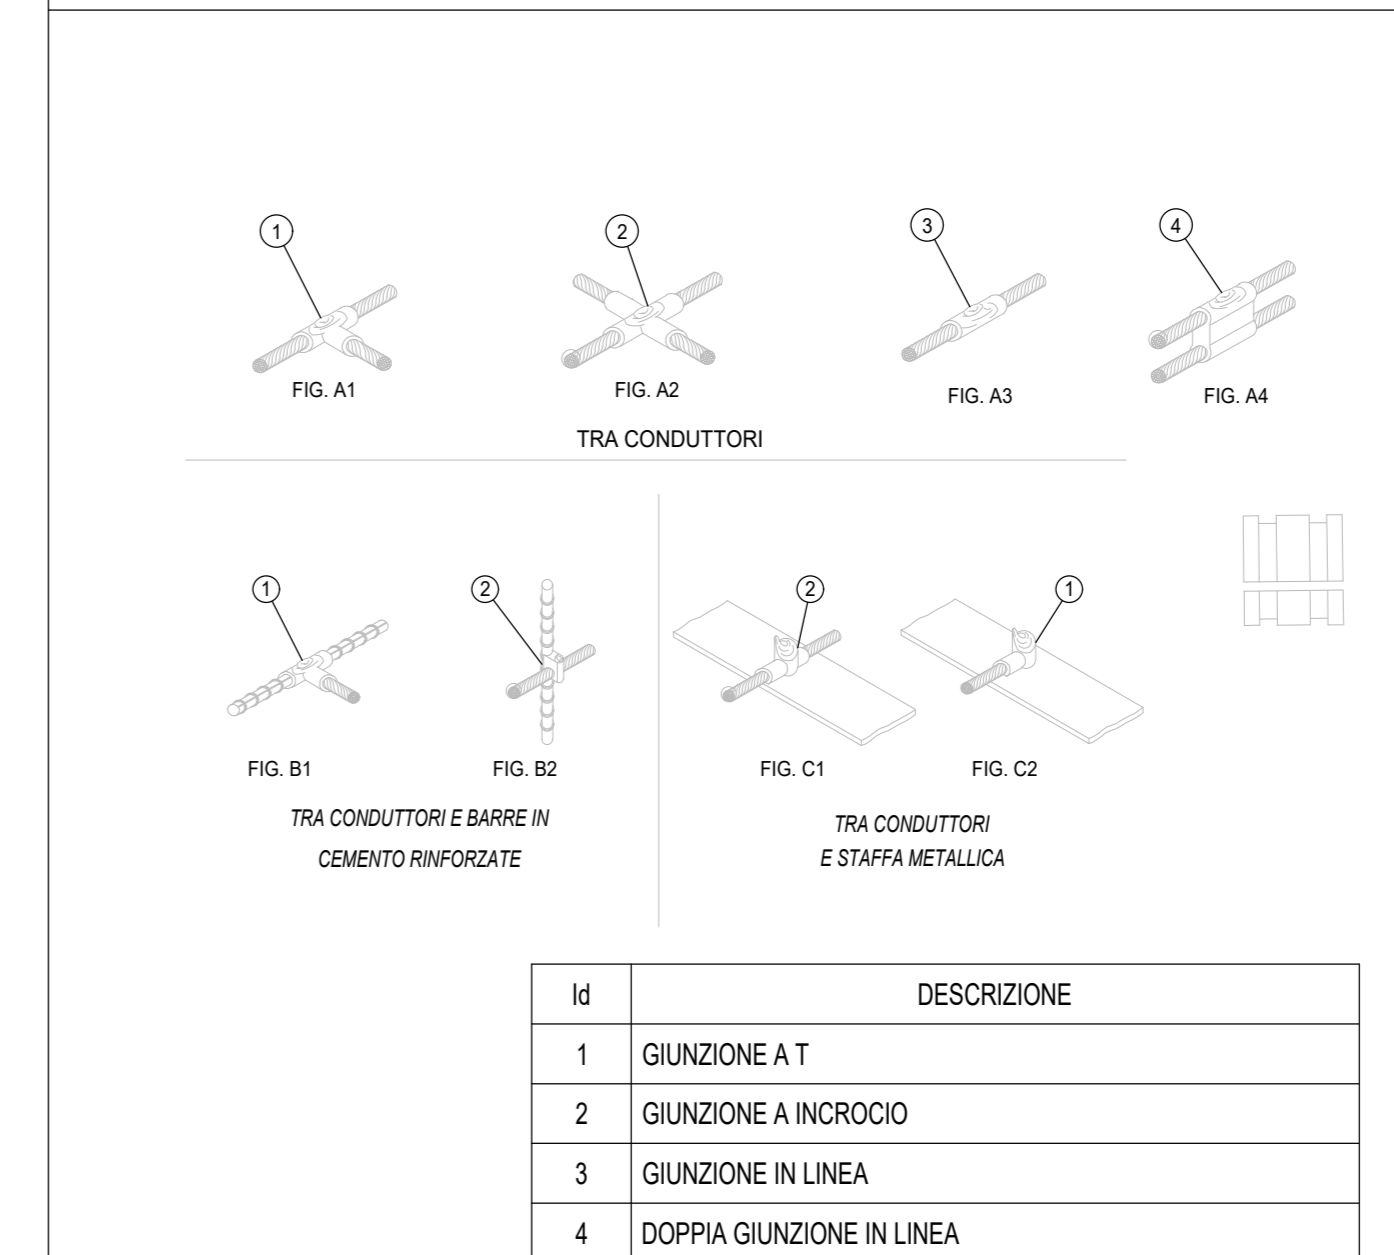 1
2
3
4
FIG. A1
FIG. A2
FIG. A3
FIG. A4
TRA CONDUTTORI
1
2
2
1
FIG. B1
FIG. B2
FIG. C1
FIG. C2
TRA CONDUTTORI E BARRE IN
CEMENTO RINFORZATE
TRA CONDUTTORI
E STAFFA METALLICA
Id DESCRIZIONE
1 GIUNZIONE A T
2 GIUNZIONE A INCROCIO
3 GIUNZIONE IN LINEA
4 DOPPIA GIUNZIONE IN LINEA